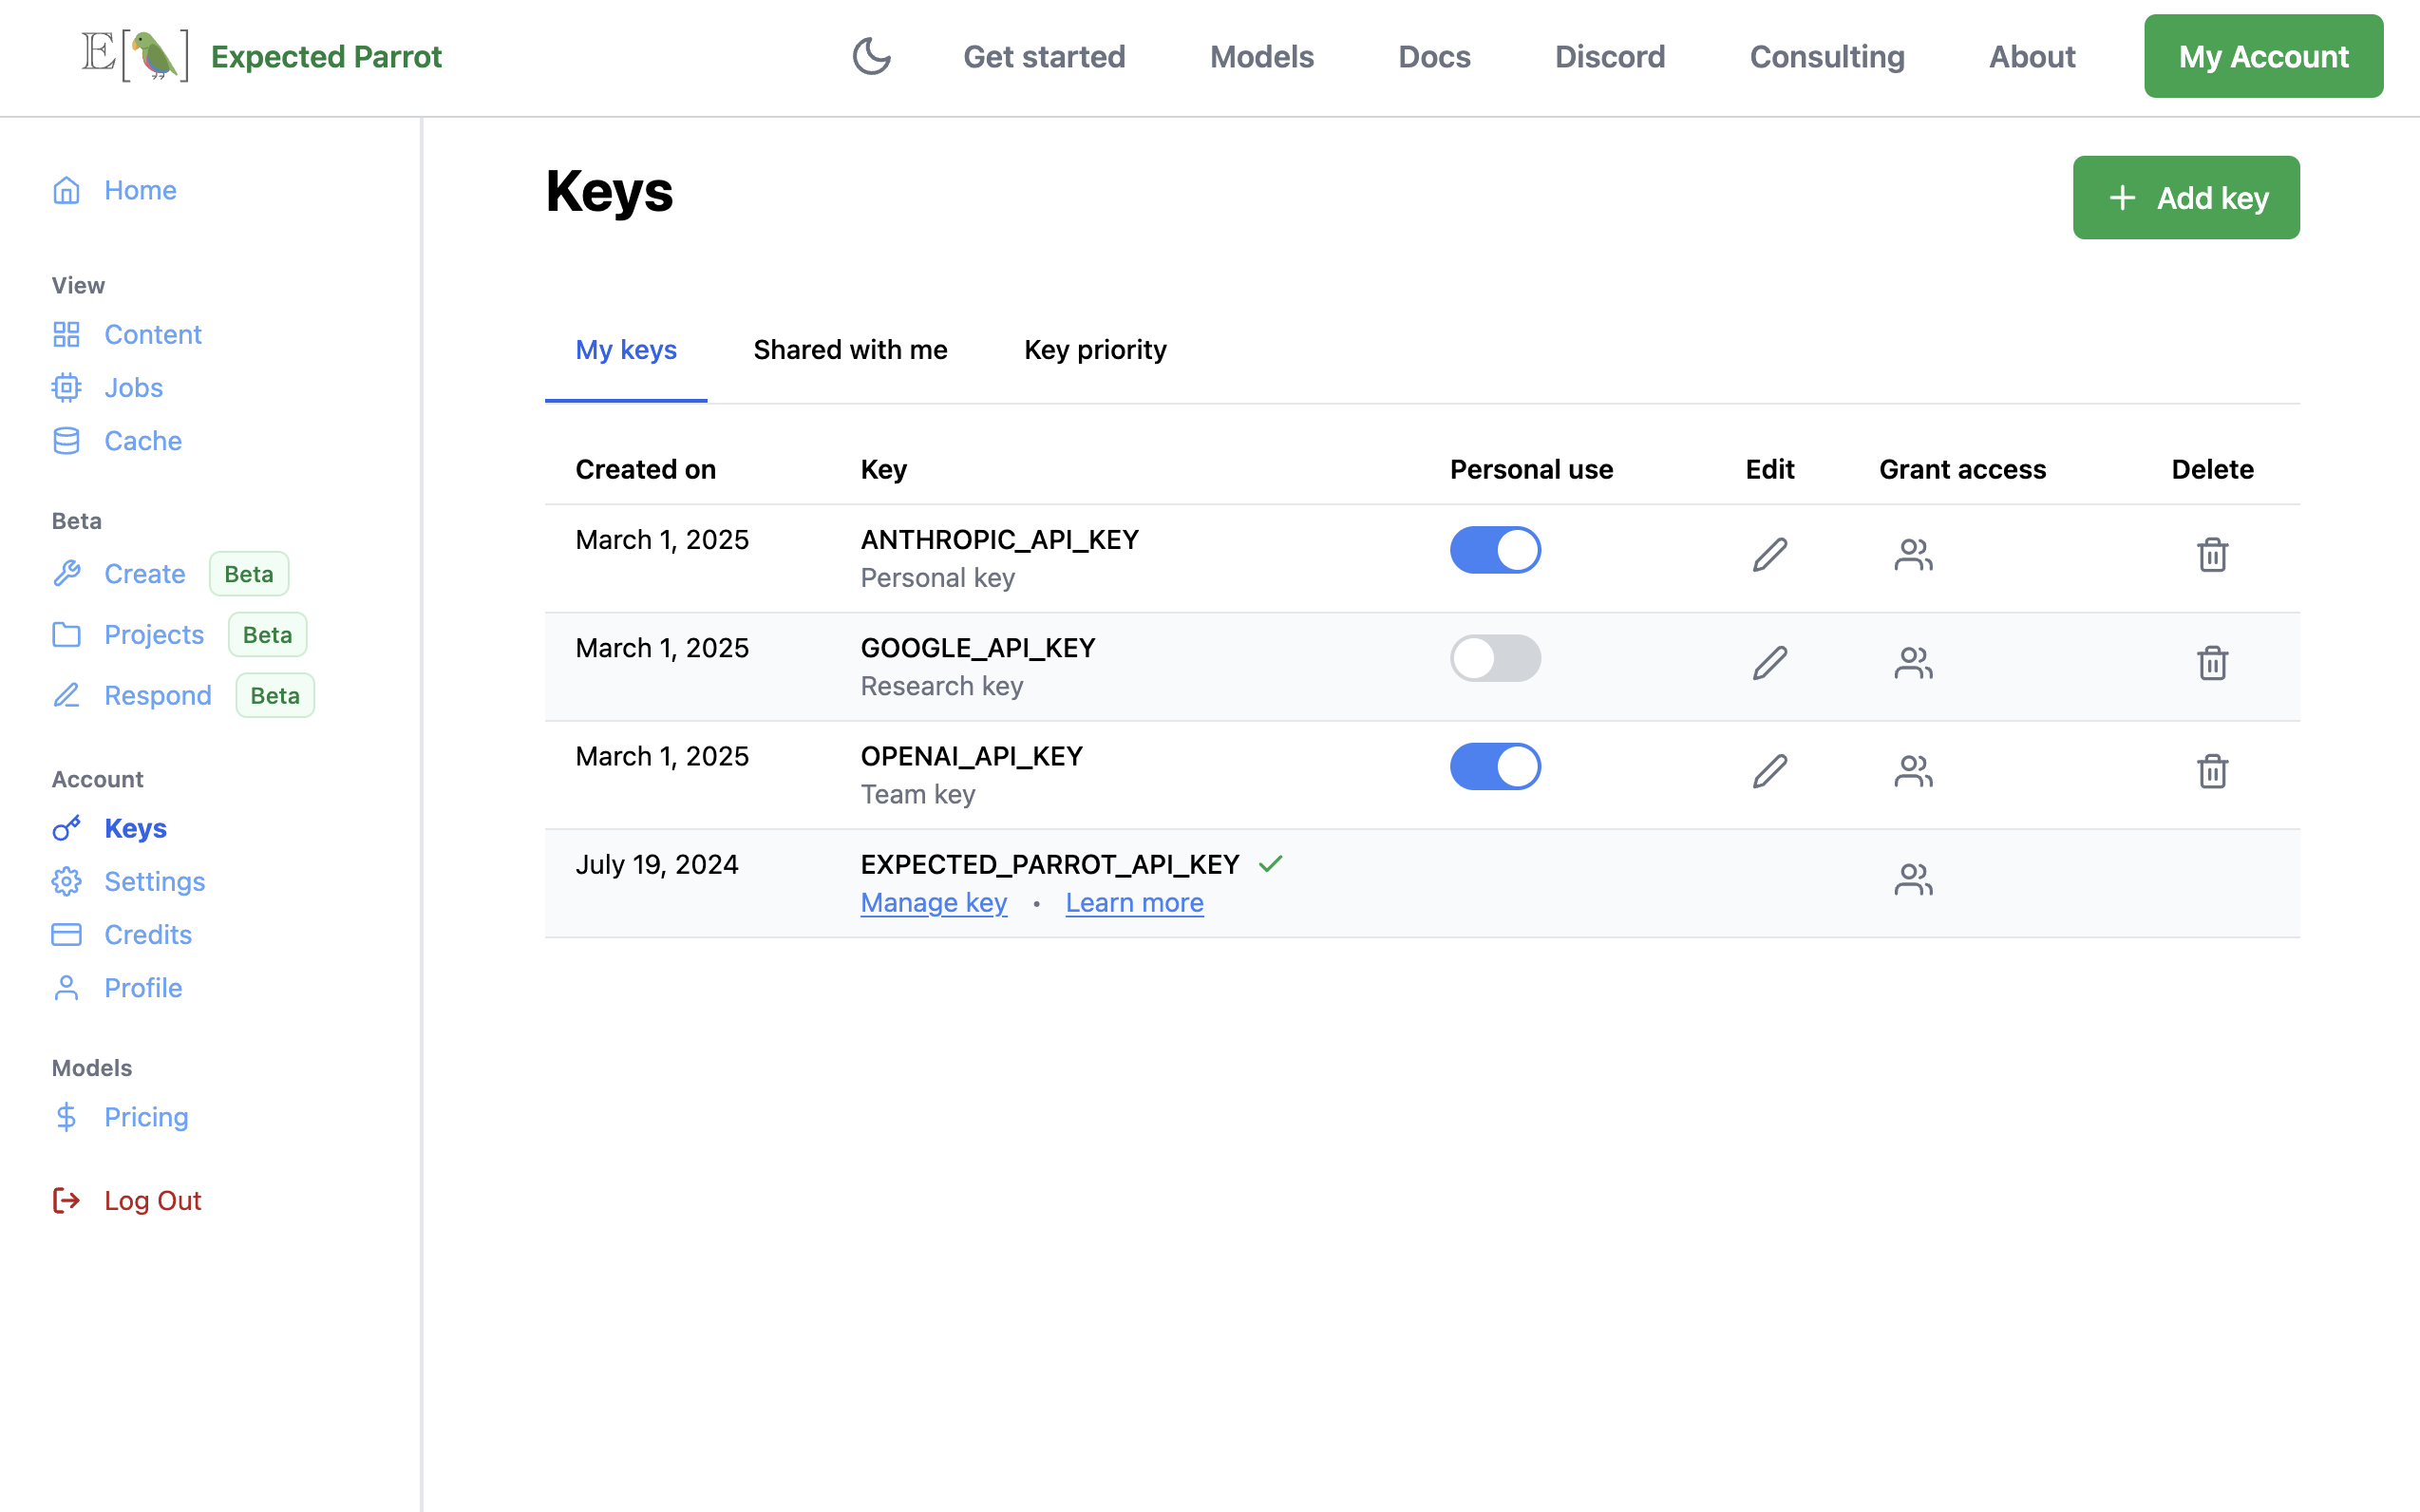 E[🦜] Expected Parrot
Get started
Models
Docs
Discord
Consulting
About
My Account
Home
View
Content
Jobs
Cache
Beta
Create Beta
Projects Beta
Respond Beta
Account
Keys
Settings
Credits
Profile
Models
Pricing
Log Out
Keys
+ Add key
My keys
Shared with me
Key priority
Created on Key Personal use Edit Grant access Delete
March 1, 2025 ANTHROPIC_API_KEY
Personal key
March 1, 2025 GOOGLE_API_KEY
Research key
March 1, 2025 OPENAI_API_KEY
Team key
July 19, 2024 EXPECTED_PARROT_API_KEY ✓
Manage key • Learn more